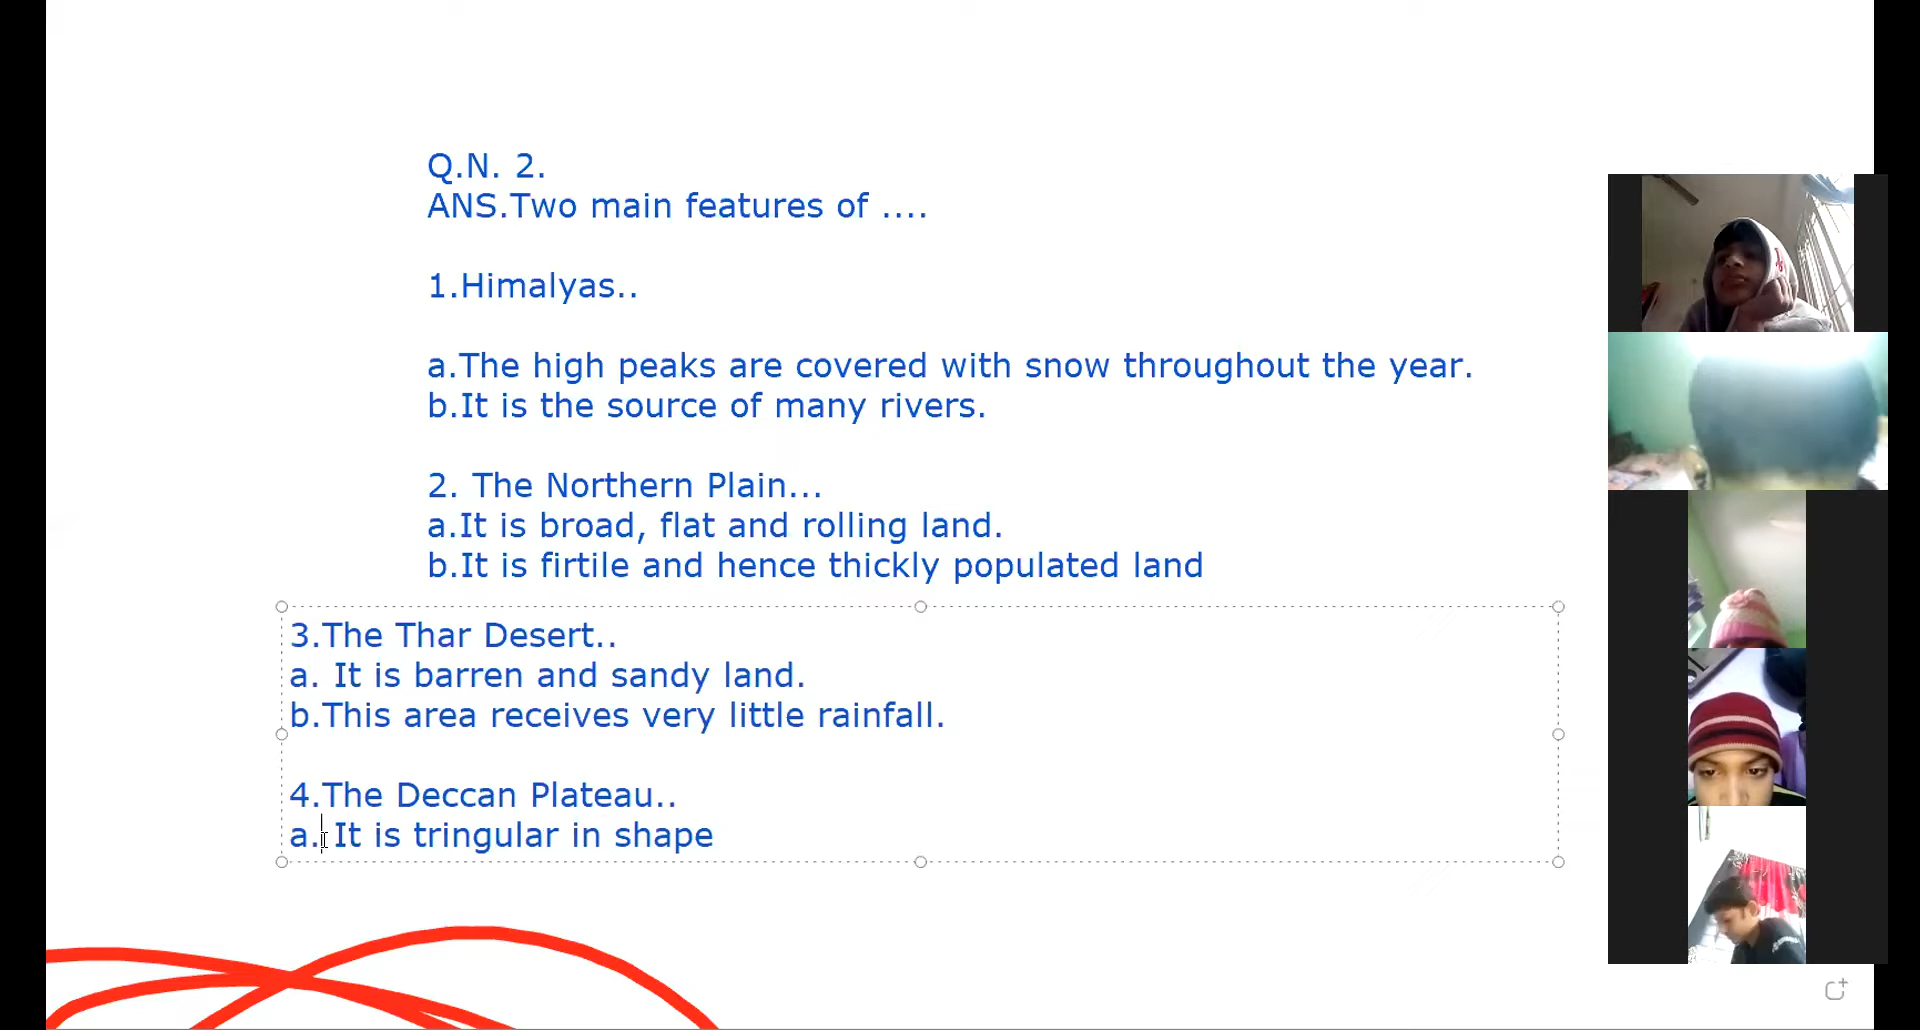 Q.N. 2.
ANS.Two main features of ....
1.Himalyas..
a.The high peaks are covered with snow throughout the year.
b.It is the source of many rivers.
2. The Northern Plain...
a.It is broad, flat and rolling land.
b.It is firtile and hence thickly populated land
3.The Thar Desert..
a. It is barren and sandy land.
b.This area receives very little rainfall.
4.The Deccan Plateau..
a. It is tringular in shape